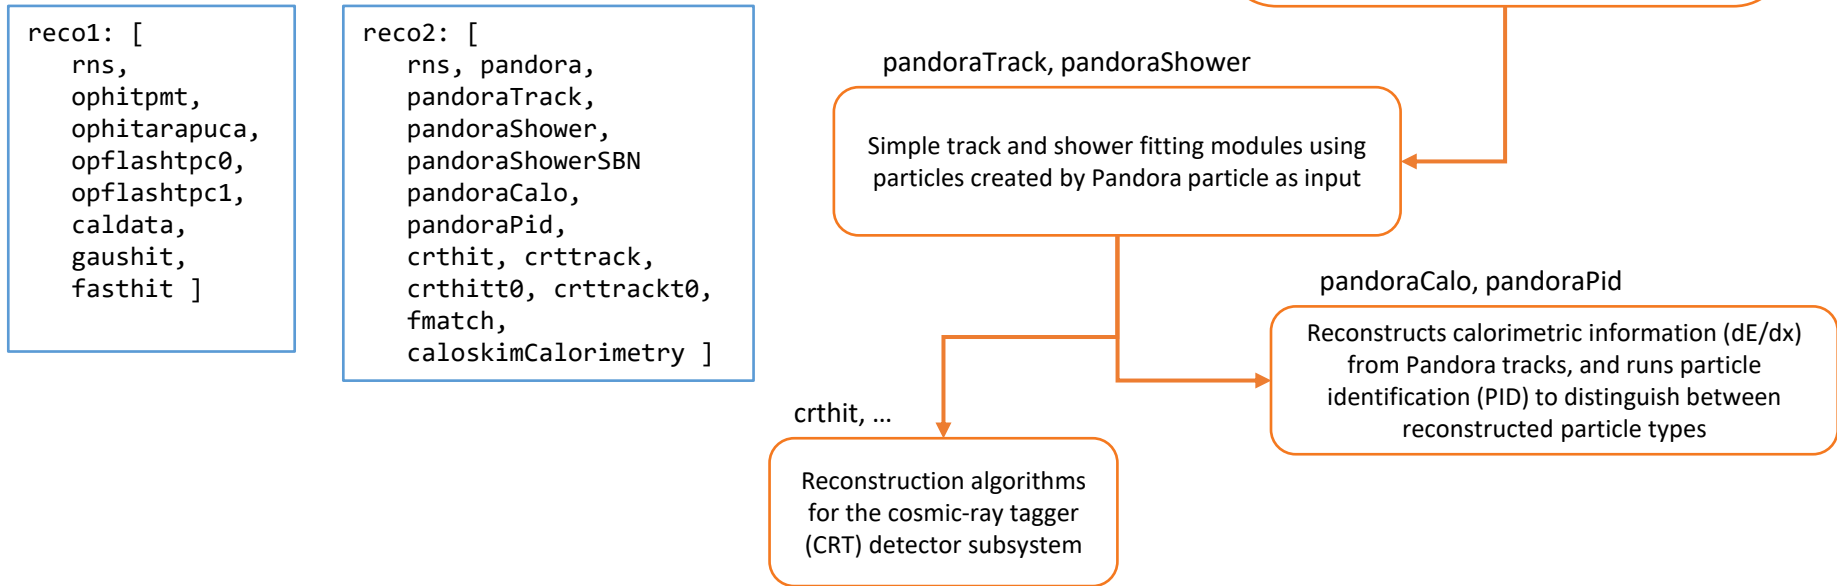 reco1: [
rns,
ophitpmt,
ophitarapuca,
opflashtpc0,
opflashtpc1,
caldata,
gaushit,
fasthit ]
reco2: [
rns, pandora,
pandoraTrack,
pandoraShower,
pandoraShowerSBN
pandoraCalo,
pandoraPid,
crthit, crttrack,
crthitt0, crttrackt0,
fmatch,
caloskimCalorimetry ]
pandoraTrack, pandoraShower
Simple track and shower fitting modules using
particles created by Pandora particle as input
pandoraCalo, pandoraPid
Reconstructs calorimetric information (dE/dx)
from Pandora tracks, and runs particle
identification (PID) to distinguish between
reconstructed particle types
crthit, …
Reconstruction algorithms
for the cosmic-ray tagger
(CRT) detector subsystem